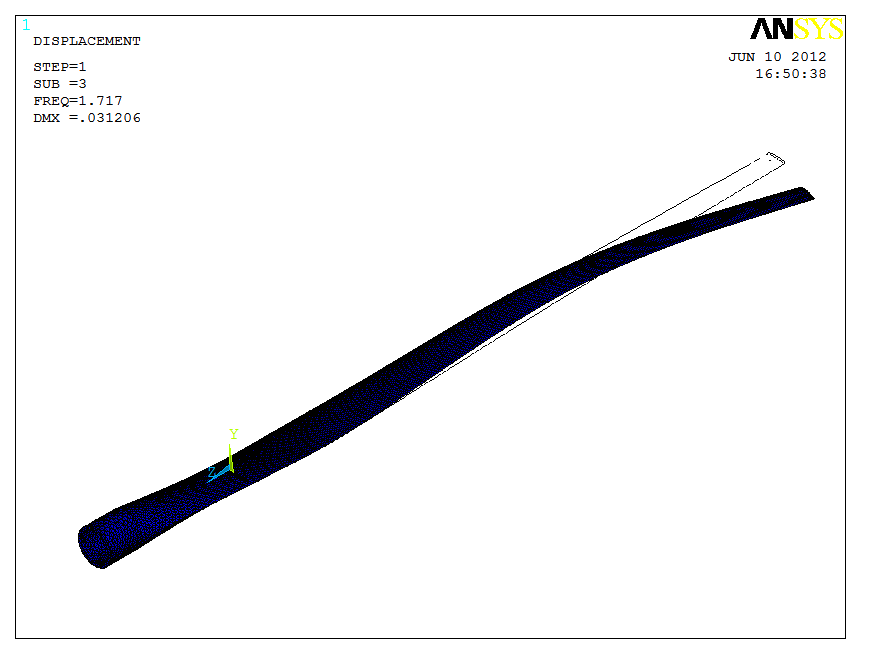 1
DISPLACEMENT
STEP=1
SUB =3
FREQ=1.717
DMX =.031206
ANSYS
JUN 10 2012
16:50:38
Y
Z